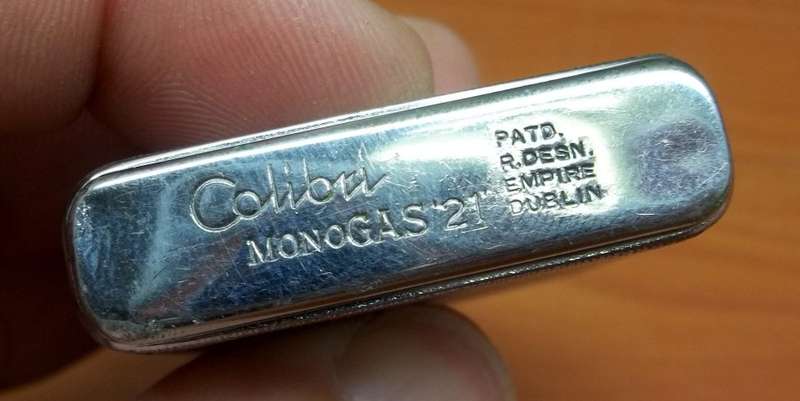 Colibri
MONOGAS '21'
PATD.
R.DESN.
EMPIRE
DUBLIN